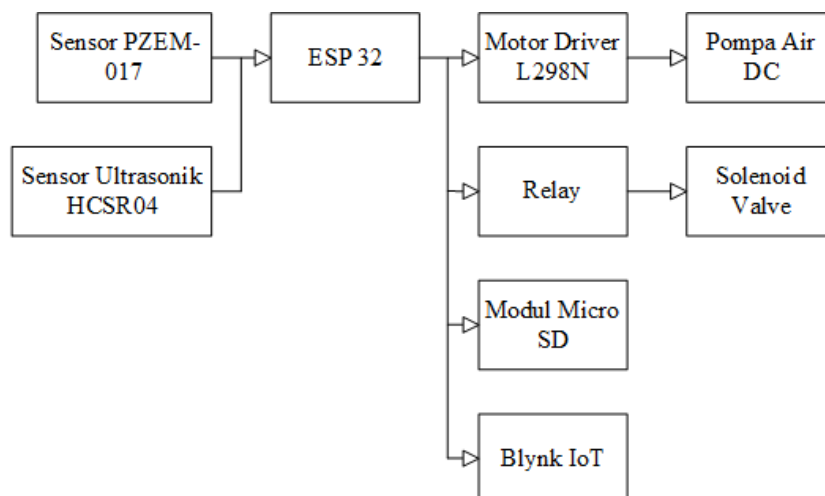 Sensor PZEM-
017
ESP 32
Motor Driver
L298N
Pompa Air
DC
Sensor Ultrasonik
HCSR04
Relay
Solenoid
Valve
Modul Micro
SD
Blynk IoT